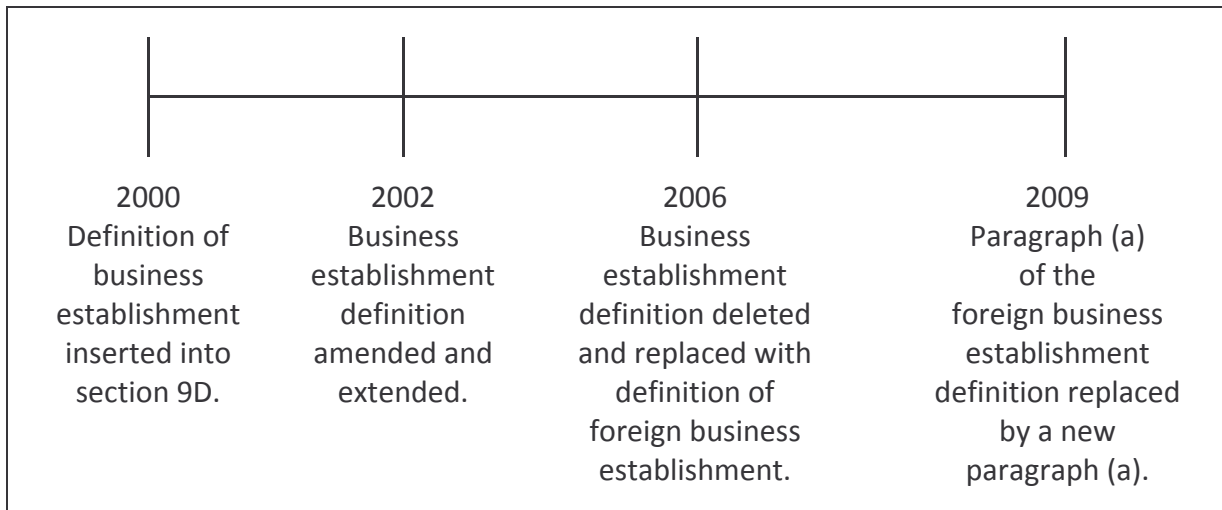 2000
Definition of
business
establishment
inserted into
section 9D.
2002
Business
establishment
definition
amended and
extended.
2006
Business
establishment
definition deleted
and replaced with
definition of
foreign business
establishment.
2009
Paragraph (a)
of the
foreign business
establishment
definition replaced
by a new
paragraph (a).